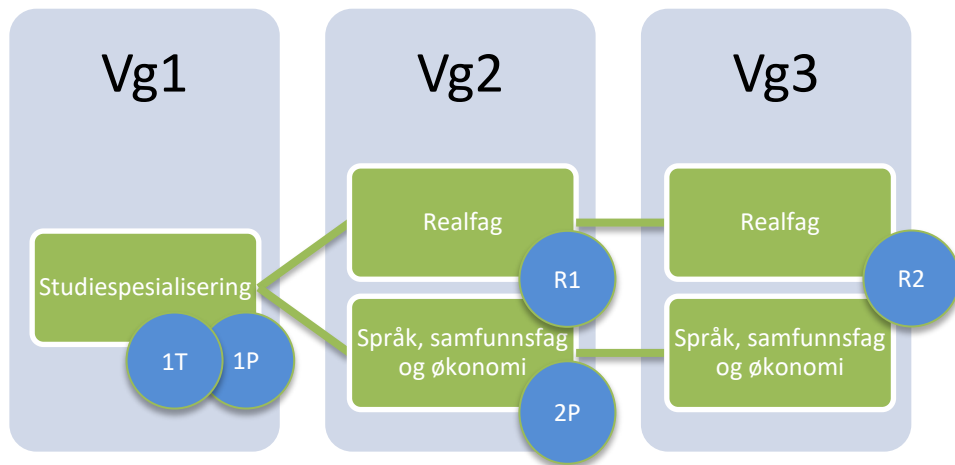 Vg1
Studiespesialisering
1T
1P
Vg2
Realfag
R1
Språk, samfunnsfag
og økonomi
2P
Vg3
Realfag
R2
Språk, samfunnsfag
og økonomi